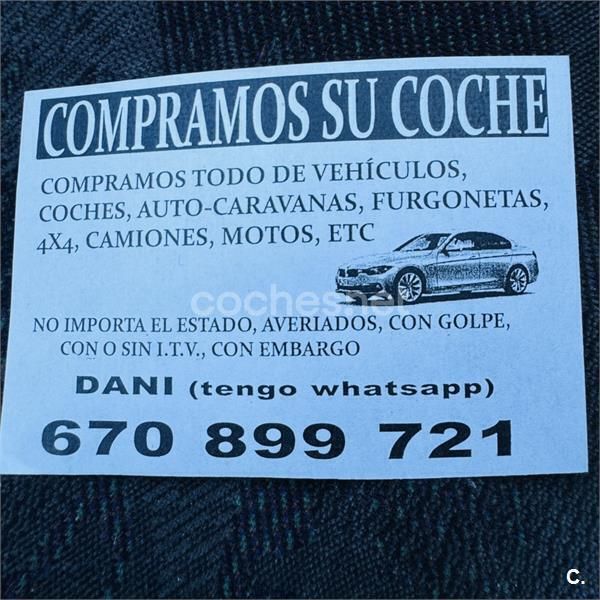 COMPRAMOS SU COCHE
COMPRAMOS TODO DE VEHÍCULOS,
COCHES, AUTO-CARAVANAS, FURGONETAS,
4X4, CAMIONES, MOTOS, ETC
coches.net
NO IMPORTA EL ESTADO, AVERIADOS, CON GOLPE,
CON O SIN I.T.V., CON EMBARGO
DANI (tengo whatsapp)
670 899 721
C.